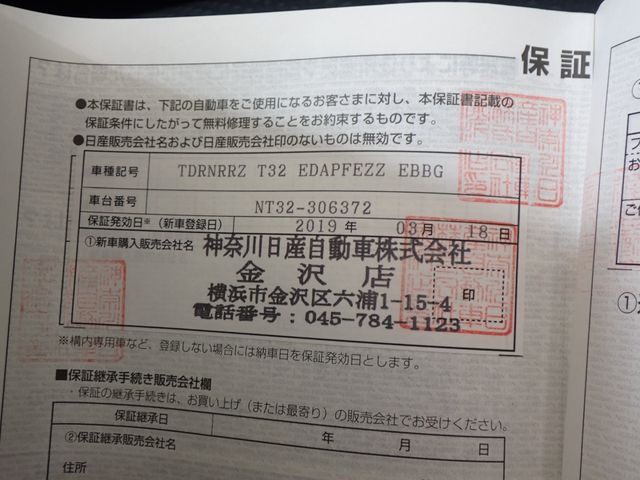 保証
●本保証書は、下記の自動車をご使用になるお客さまに対し、本保証書記載の
保証条件にしたがって無料修理することをお約束するものです。
●日産販売会社名および日産販売会社印のないものは無効です。
車種記号 TDRNRRZ T32 EDAPFEZZ EBBG
車台番号 NT32-306372
保証発効日※（新車登録日） 2019 年 03 月 18 日
①新車購入販売会社名 神奈川日産自動車株式会社
金沢店
横浜市金沢区六浦1-15-4
印
電話番号：045-784-1123
※構内専用車など、登録しない場合には納車日を保証発効日とします。
■保証継承手続き販売会社欄
・保証の継承手続きは、お買い上げ（または最寄り）の販売会社でお受けください。
保証継承日 年 月 日
②保証継承販売会社名
住所